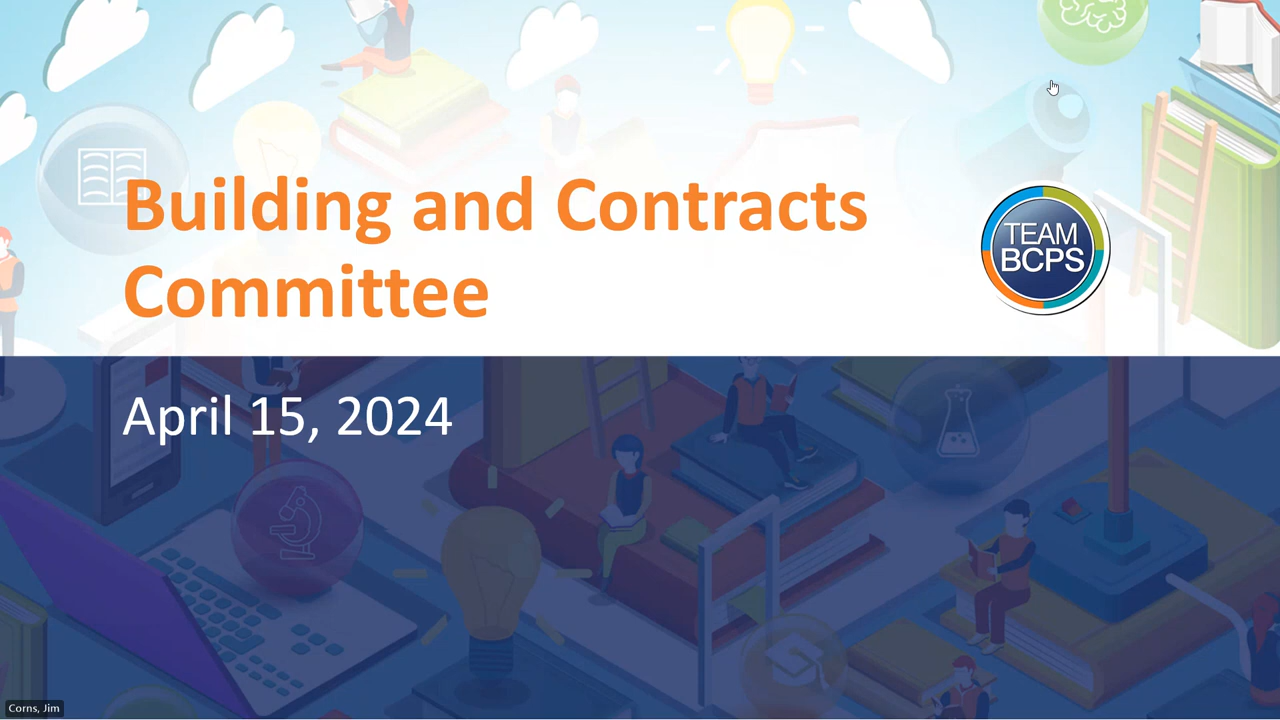 Building and Contracts
Committee
TEAM
BCPS
April 15, 2024
Corns, Jim